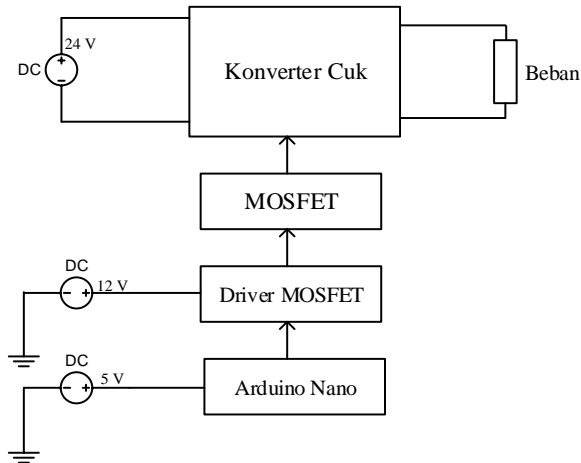 24 V
DC
Konverter Cuk
Beban
MOSFET
DC
12 V
Driver MOSFET
DC
5 V
Arduino Nano